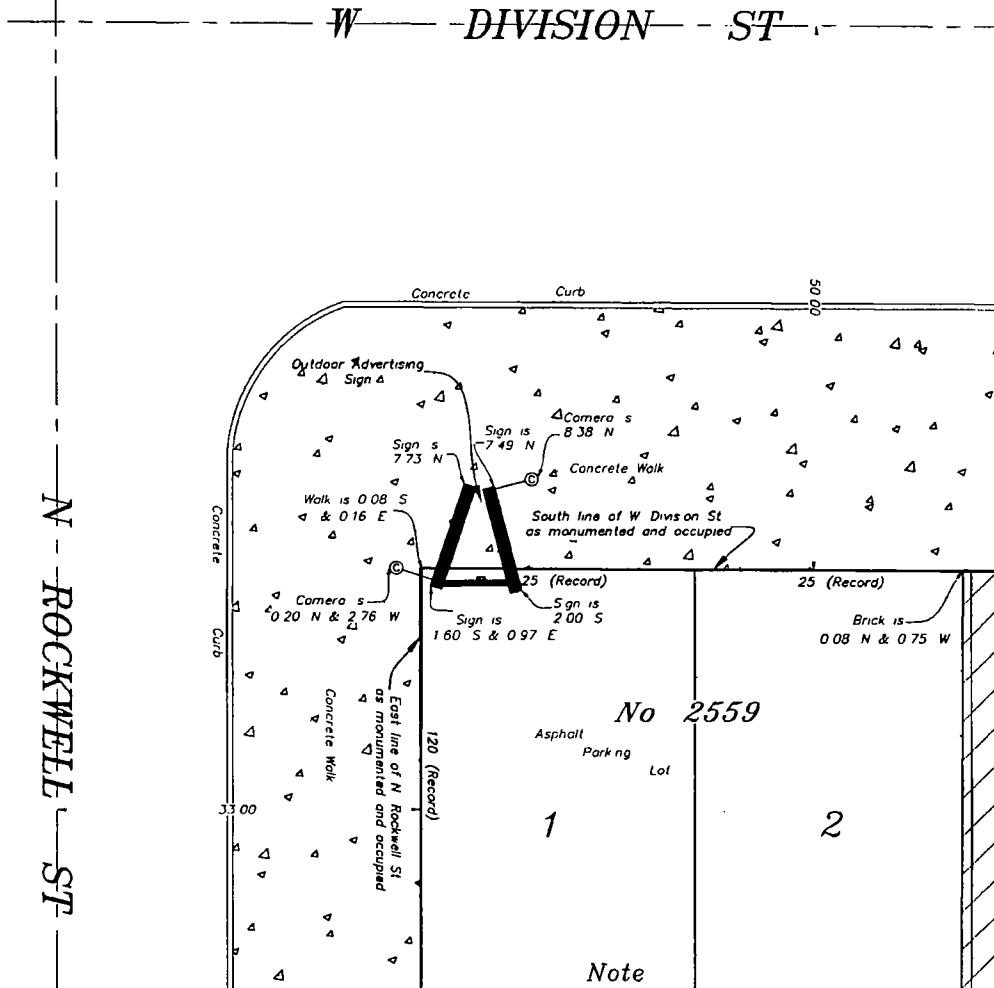 W DIVISION ST.
Concrete Curb
50 00
Outdoor Advertising
Sign
Sign is
7 49 N
Camera s
8 38 N
Sign s
7 73 N
Concrete Walk
Walk is 0 08 S
& 0 16 E
South line of W Division St
as monumented and occupied
25 (Record)
25 (Record)
Camera s
0 20 N & 2 76 W
Sign is
1 60 S & 0 97 E
S gn is
2 00 S
Brick is
0 08 N & 0 75 W
Concrete Curb
N ROCKWELL ST
Concrete Walk
33 00
East line of N Rockwell St
as monumented and occupied
120 (Record)
No 2559
Asphalt
Park ng
Lot
1
2
Note
©
©